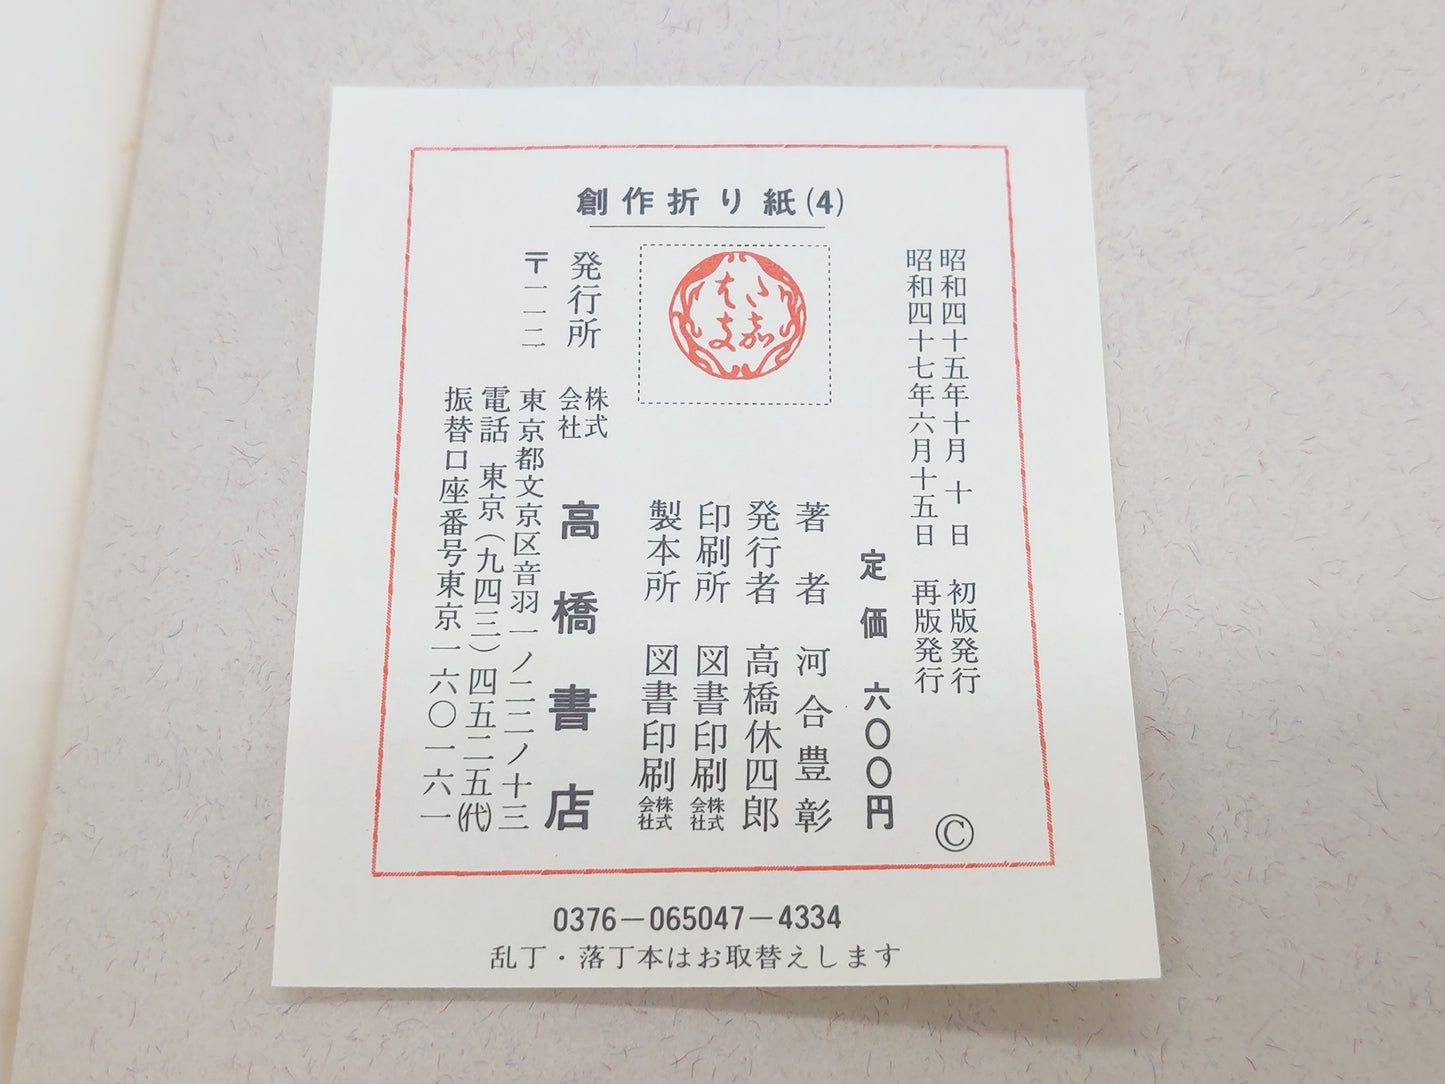 創作折り紙(4)
昭和四十五年十月十日　初版発行
昭和四十七年六月十五日　再版発行
©
定価　六〇〇円
著者　河合豊彰
発行者　高橋休四郎
印刷所　図書印刷株式会社
製本所　図書印刷株式会社
発行所　株式会社　高橋書店
〒一一二　東京都文京区音羽一ノ二二ノ十三
電話　東京(九四三)四五二五(代)
振替口座番号東京一六〇一六一
0376－065047－4334
乱丁・落丁本はお取替えします